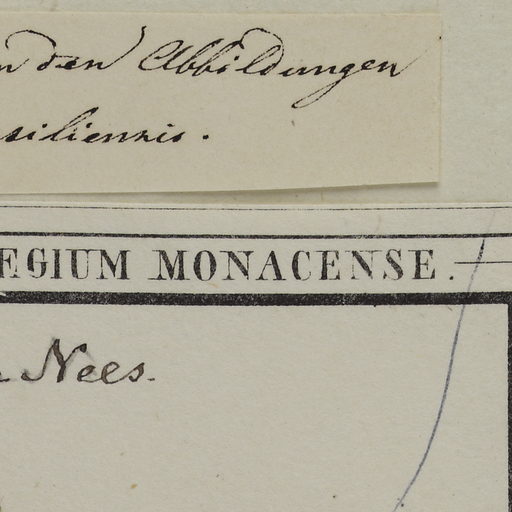 den Abbildungen
siliensis.
EGIUM MONACENSE.
Nees.